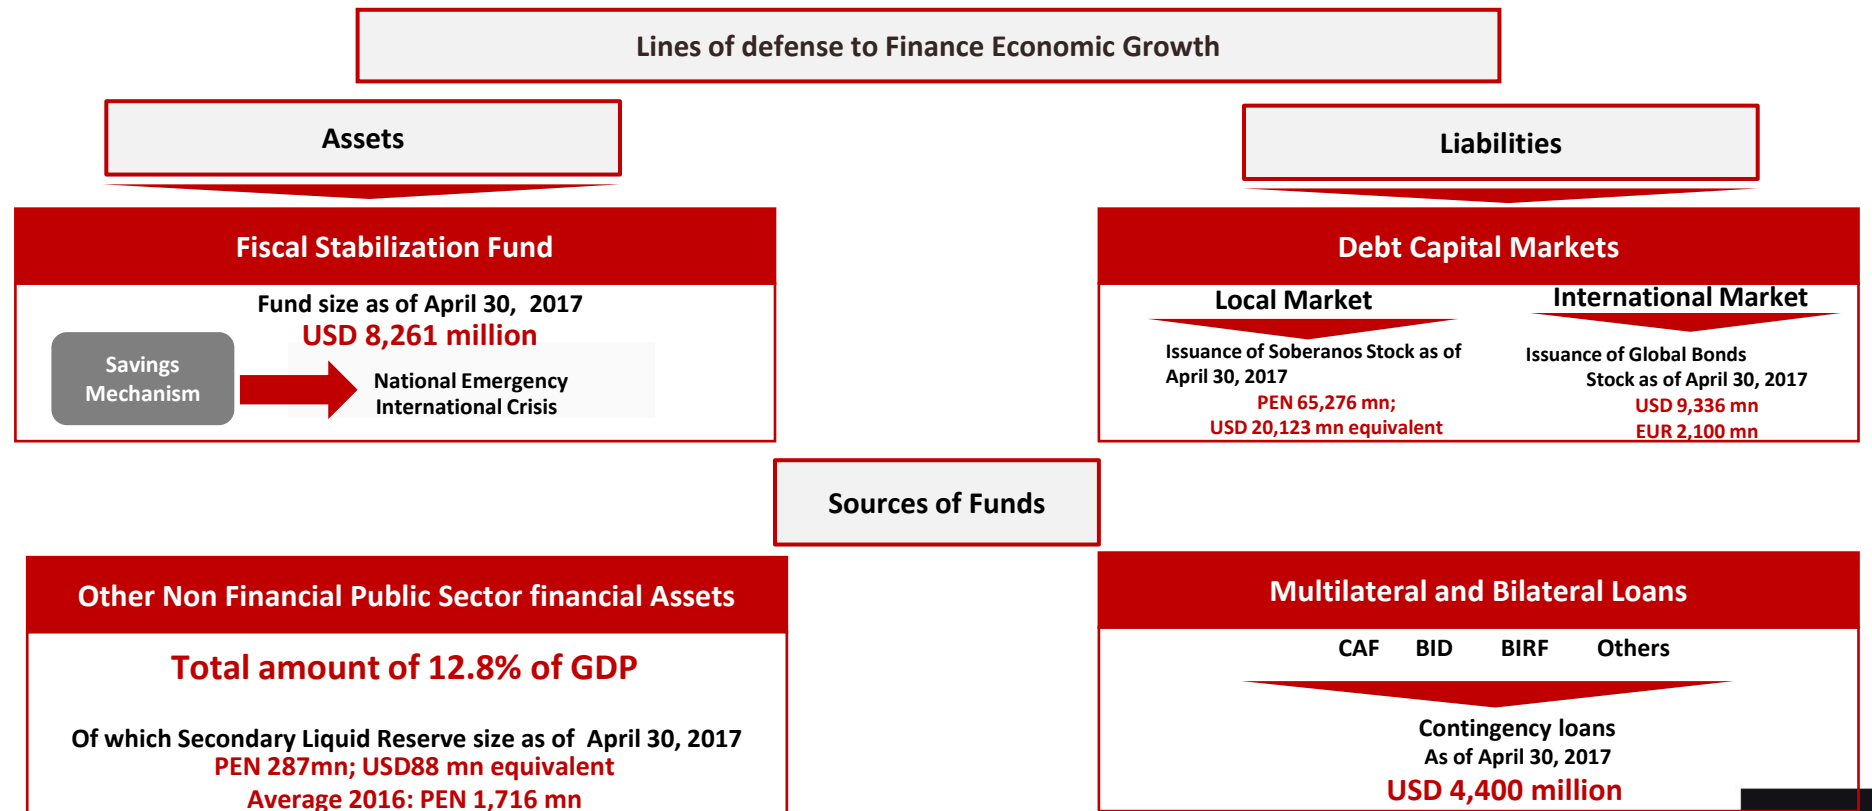 Lines of defense to Finance Economic Growth
Assets
Liabilities
Fiscal Stabilization Fund
Fund size as of April 30, 2017
USD 8,261 million
Savings
Mechanism
National Emergency
International Crisis
Debt Capital Markets
Local Market
Issuance of Soberanos Stock as of
April 30, 2017
PEN 65,276 mn;
USD 20,123 mn equivalent
International Market
Issuance of Global Bonds
Stock as of April 30, 2017
USD 9,336 mn
EUR 2,100 mn
Sources of Funds
Other Non Financial Public Sector financial Assets
Total amount of 12.8% of GDP
Of which Secondary Liquid Reserve size as of April 30, 2017
PEN 287mn; USD88 mn equivalent
Average 2016: PEN 1,716 mn
Multilateral and Bilateral Loans
CAF BID BIRF Others
Contingency loans
As of April 30, 2017
USD 4,400 million